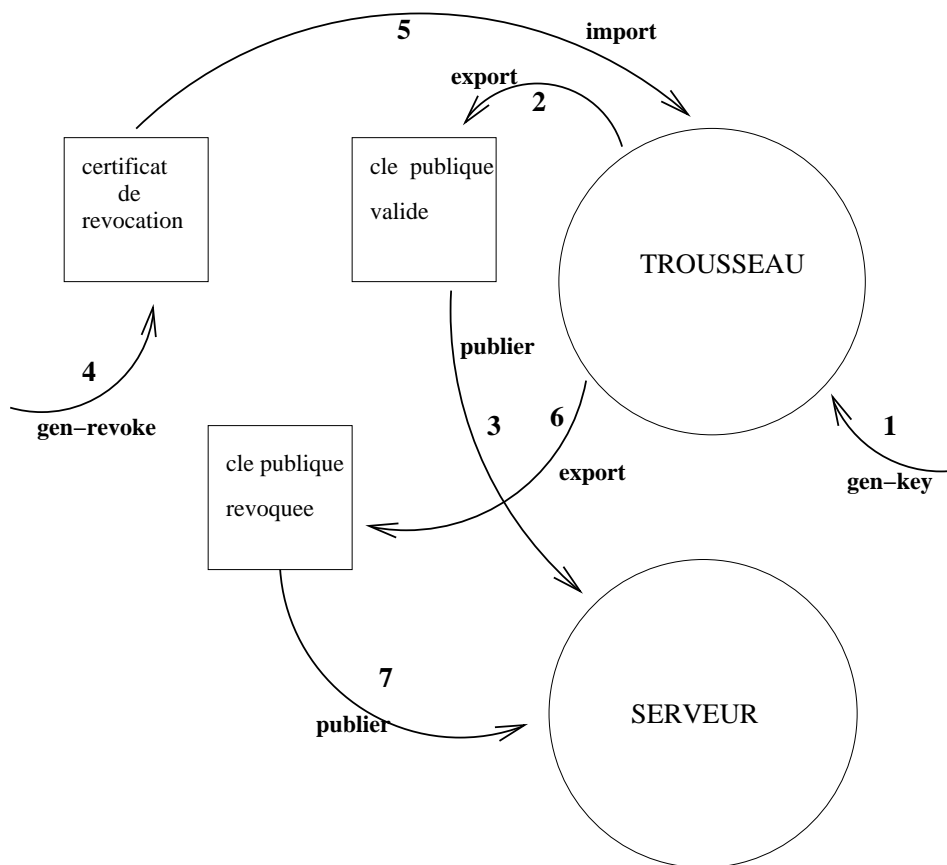 5
import
export
2
certificat
de
revocation
cle publique
valide
TROUSSEAU
publier
4
gen-revoke
3
6
1
export
gen-key
cle publique
revoquee
7
publier
SERVEUR